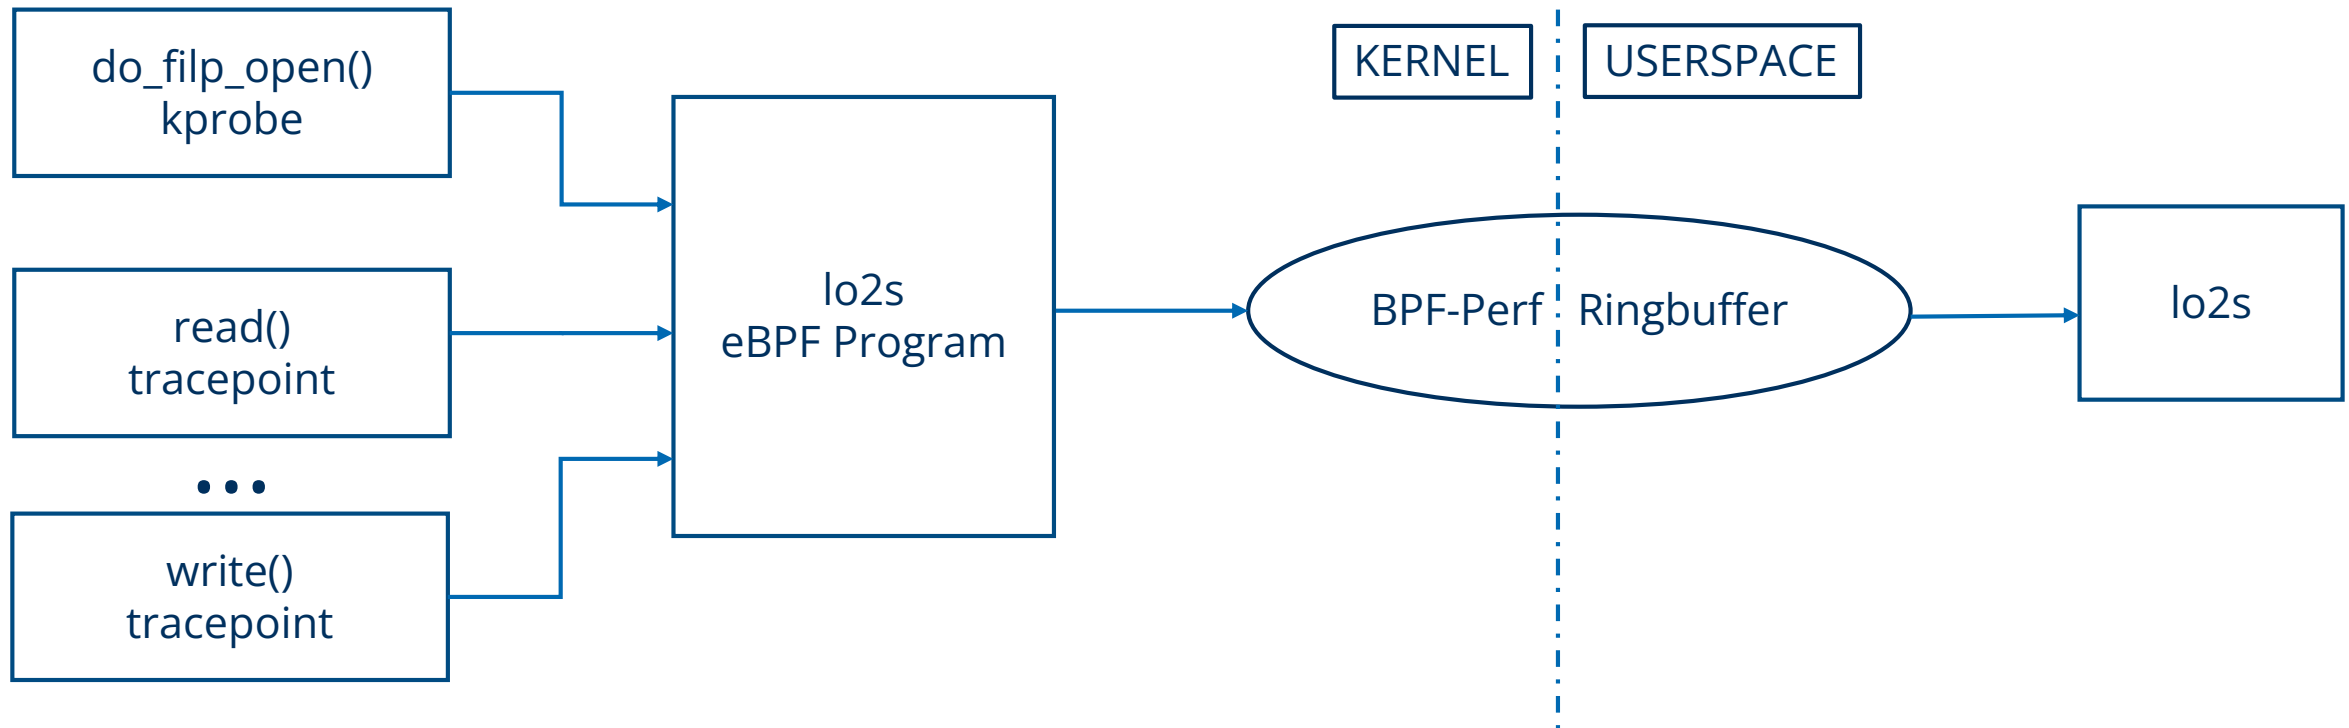 do_filp_open()
kprobe
read()
tracepoint
...
write()
tracepoint
lo2s
eBPF Program
KERNEL
USERSPACE
BPF-Perf Ringbuffer
lo2s